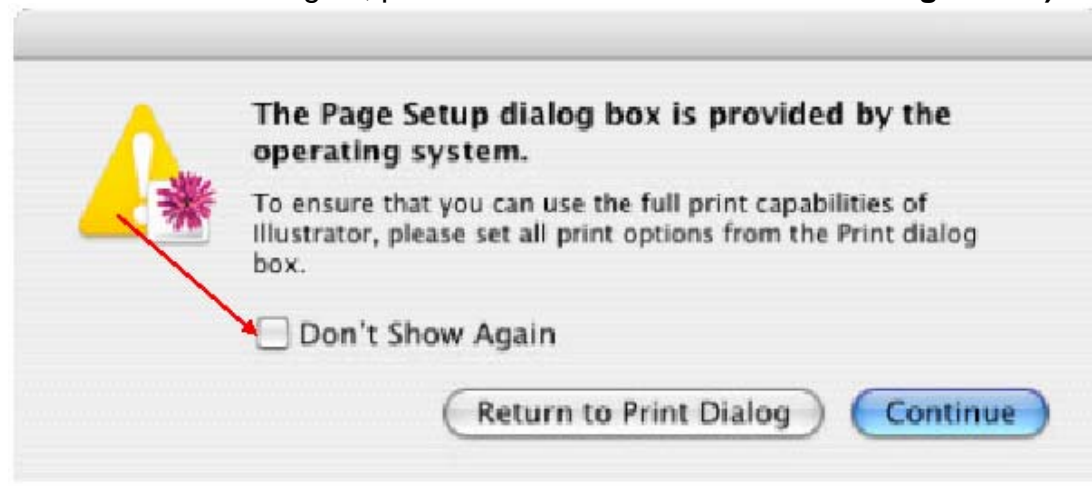 The Page Setup dialog box is provided by the
operating system.
To ensure that you can use the full print capabilities of
Illustrator, please set all print options from the Print dialog
box.
Don't Show Again
Return to Print Dialog
Continue